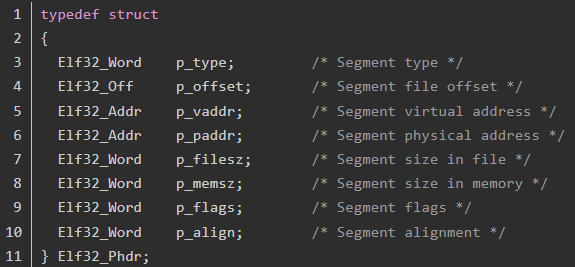 1 typedef struct
2 {
3   Elf32_Word    p_type;         /* Segment type */
4   Elf32_Off     p_offset;       /* Segment file offset */
5   Elf32_Addr    p_vaddr;        /* Segment virtual address */
6   Elf32_Addr    p_paddr;        /* Segment physical address */
7   Elf32_Word    p_filesz;       /* Segment size in file */
8   Elf32_Word    p_memsz;        /* Segment size in memory */
9   Elf32_Word    p_flags;        /* Segment flags */
10   Elf32_Word    p_align;        /* Segment alignment */
11 } Elf32_Phdr;